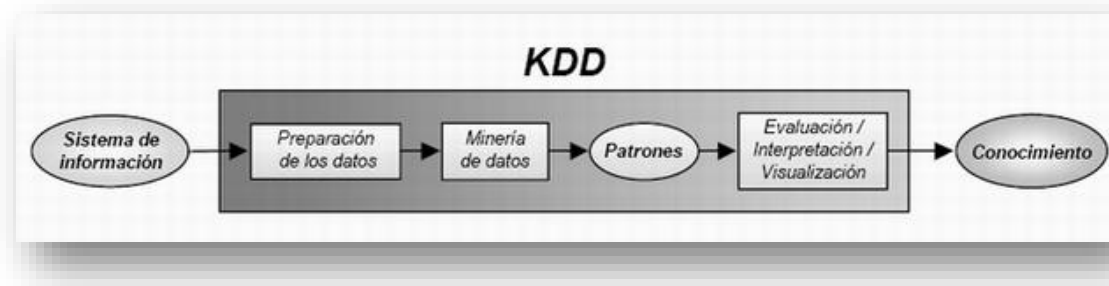 KDD
Sistema de
información
Preparación
de los datos
Minería
de datos
Patrones
Evaluación /
Interpretación /
Visualización
Conocimiento